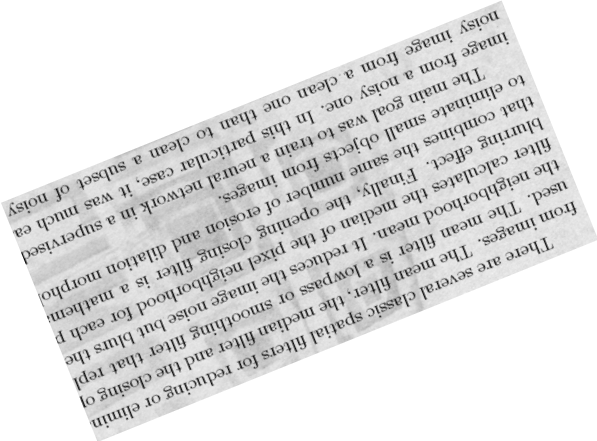 There are several classic spatial filters for reducing or elimin
from images. The mean filter, the median filter and the closing o
used. The mean filter is a lowpass or smoothing filter that repl
the neighborhood mean. It reduces the image noise but blurs the
filter calculates the median of the pixel neighborhood for each p
blurring effect. Finally, the opening closing filter is a mathem
that combines the same number of erosion and dilation morpho
to eliminate small objects from images.
The main goal was to train a neural network in a supervised
image from a noisy one. In this particular case, it was much ea
noisy image from a clean one than to clean a subset of noisy